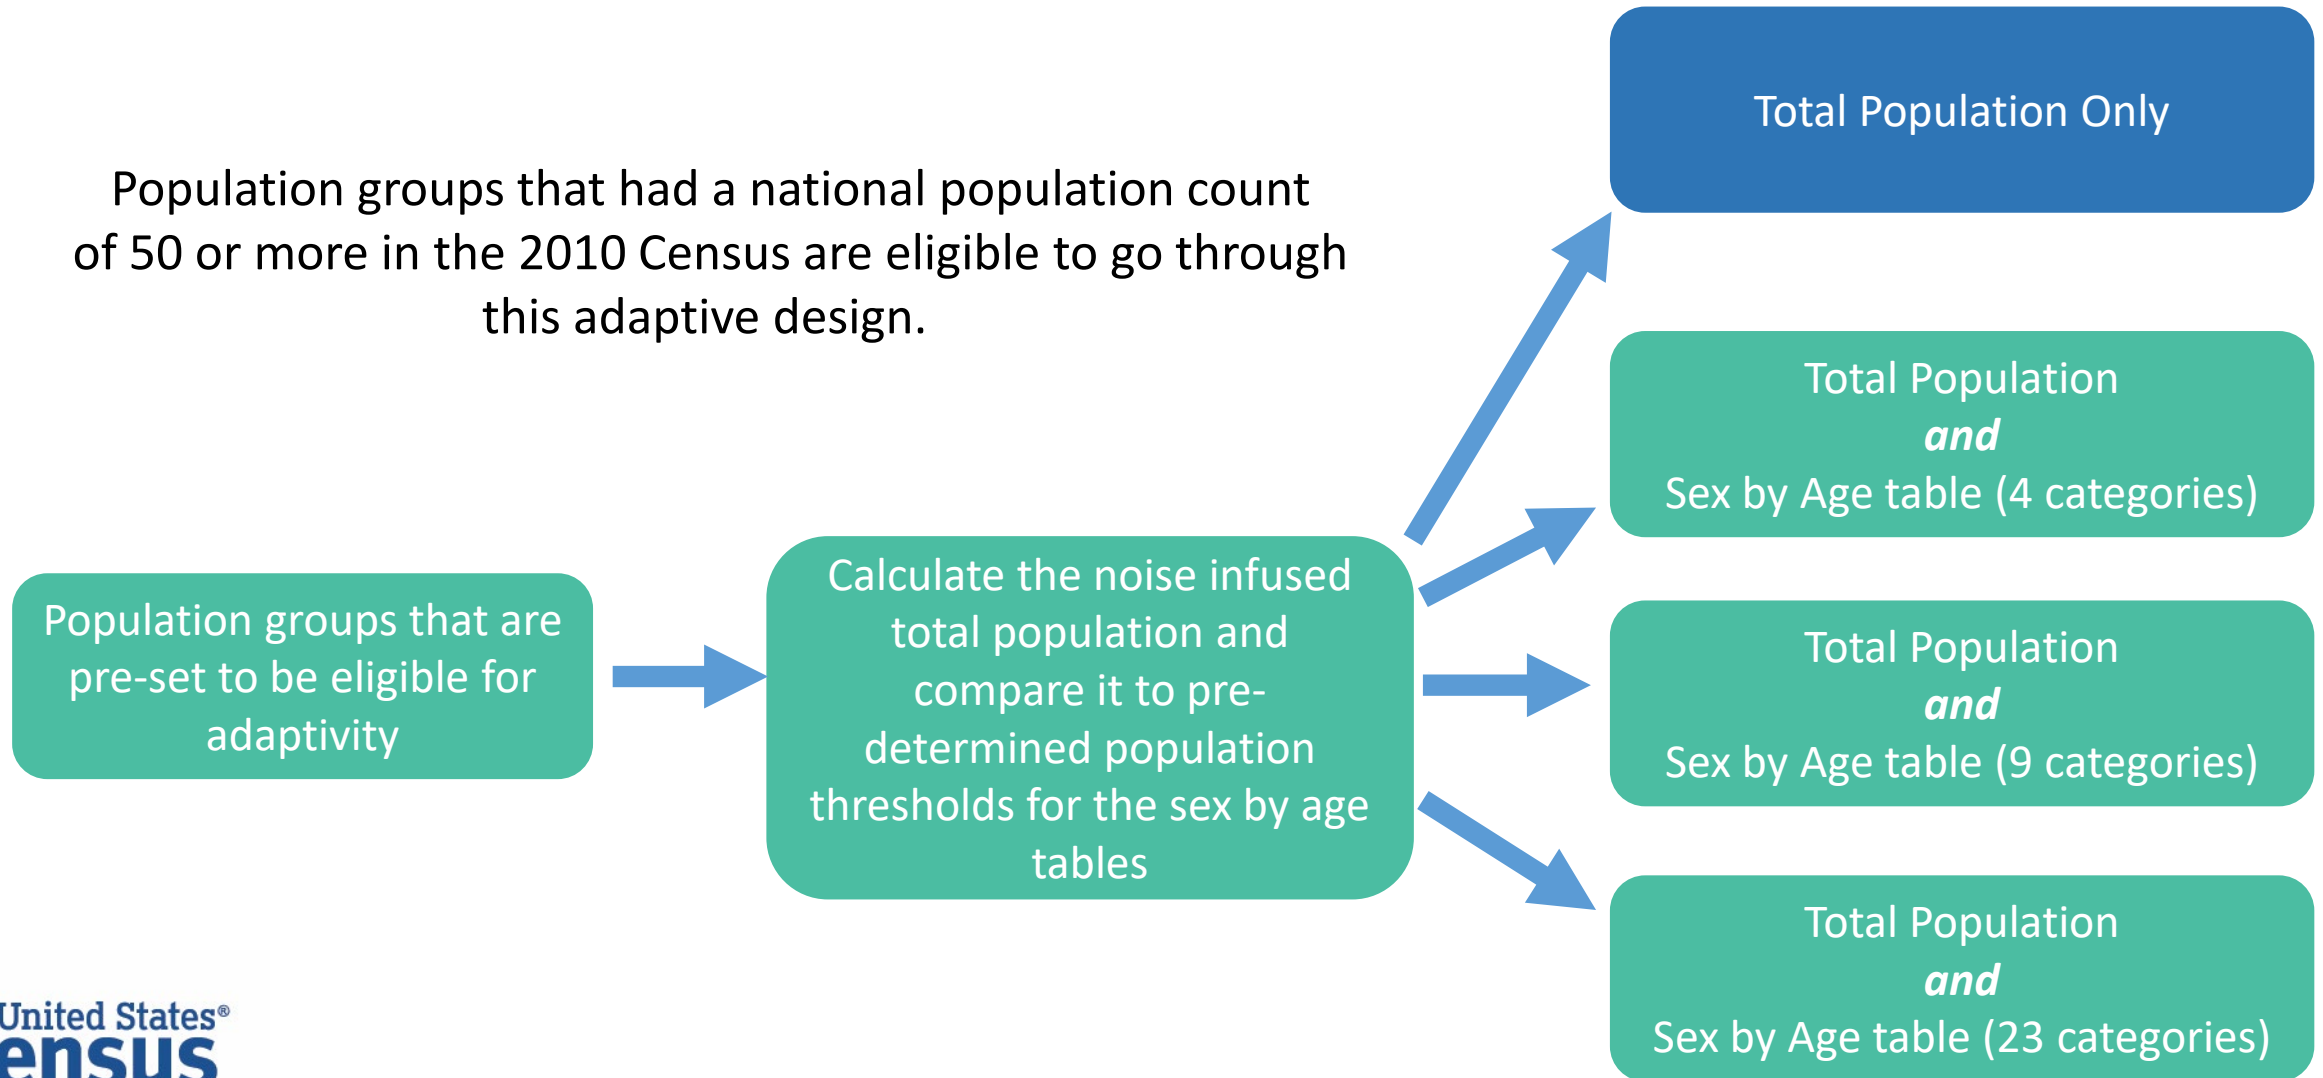 Total Population Only
Population groups that had a national population count
of 50 or more in the 2010 Census are eligible to go through
this adaptive design.
Total Population
and
Sex by Age table (4 categories)
Population groups that are
pre-set to be eligible for
adaptivity
Calculate the noise infused
total population and
compare it to pre-
determined population
thresholds for the sex by age
tables
Total Population
and
Sex by Age table (9 categories)
Total Population
and
Sex by Age table (23 categories)
United States®
ensus